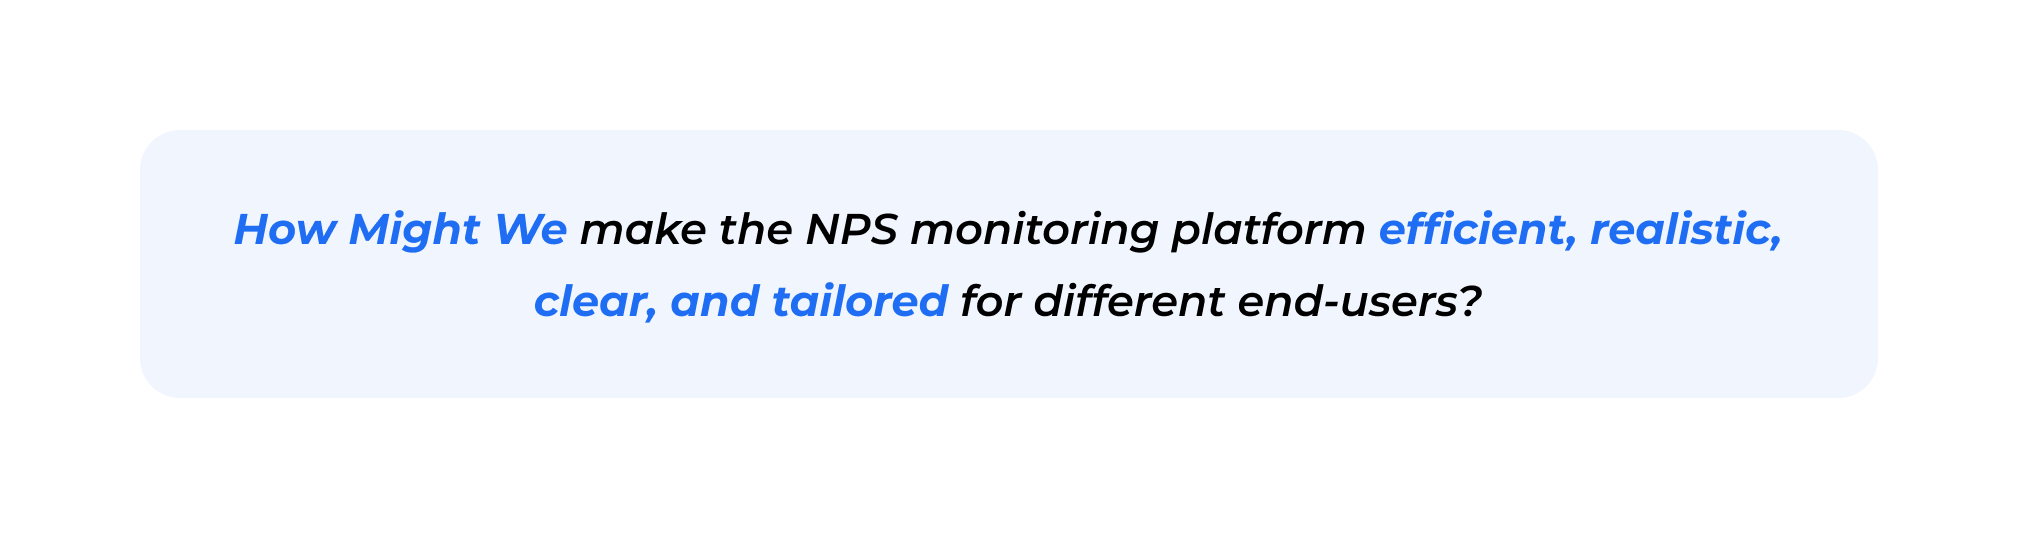 How Might We make the NPS monitoring platform efficient, realistic,
clear, and tailored for different end-users?